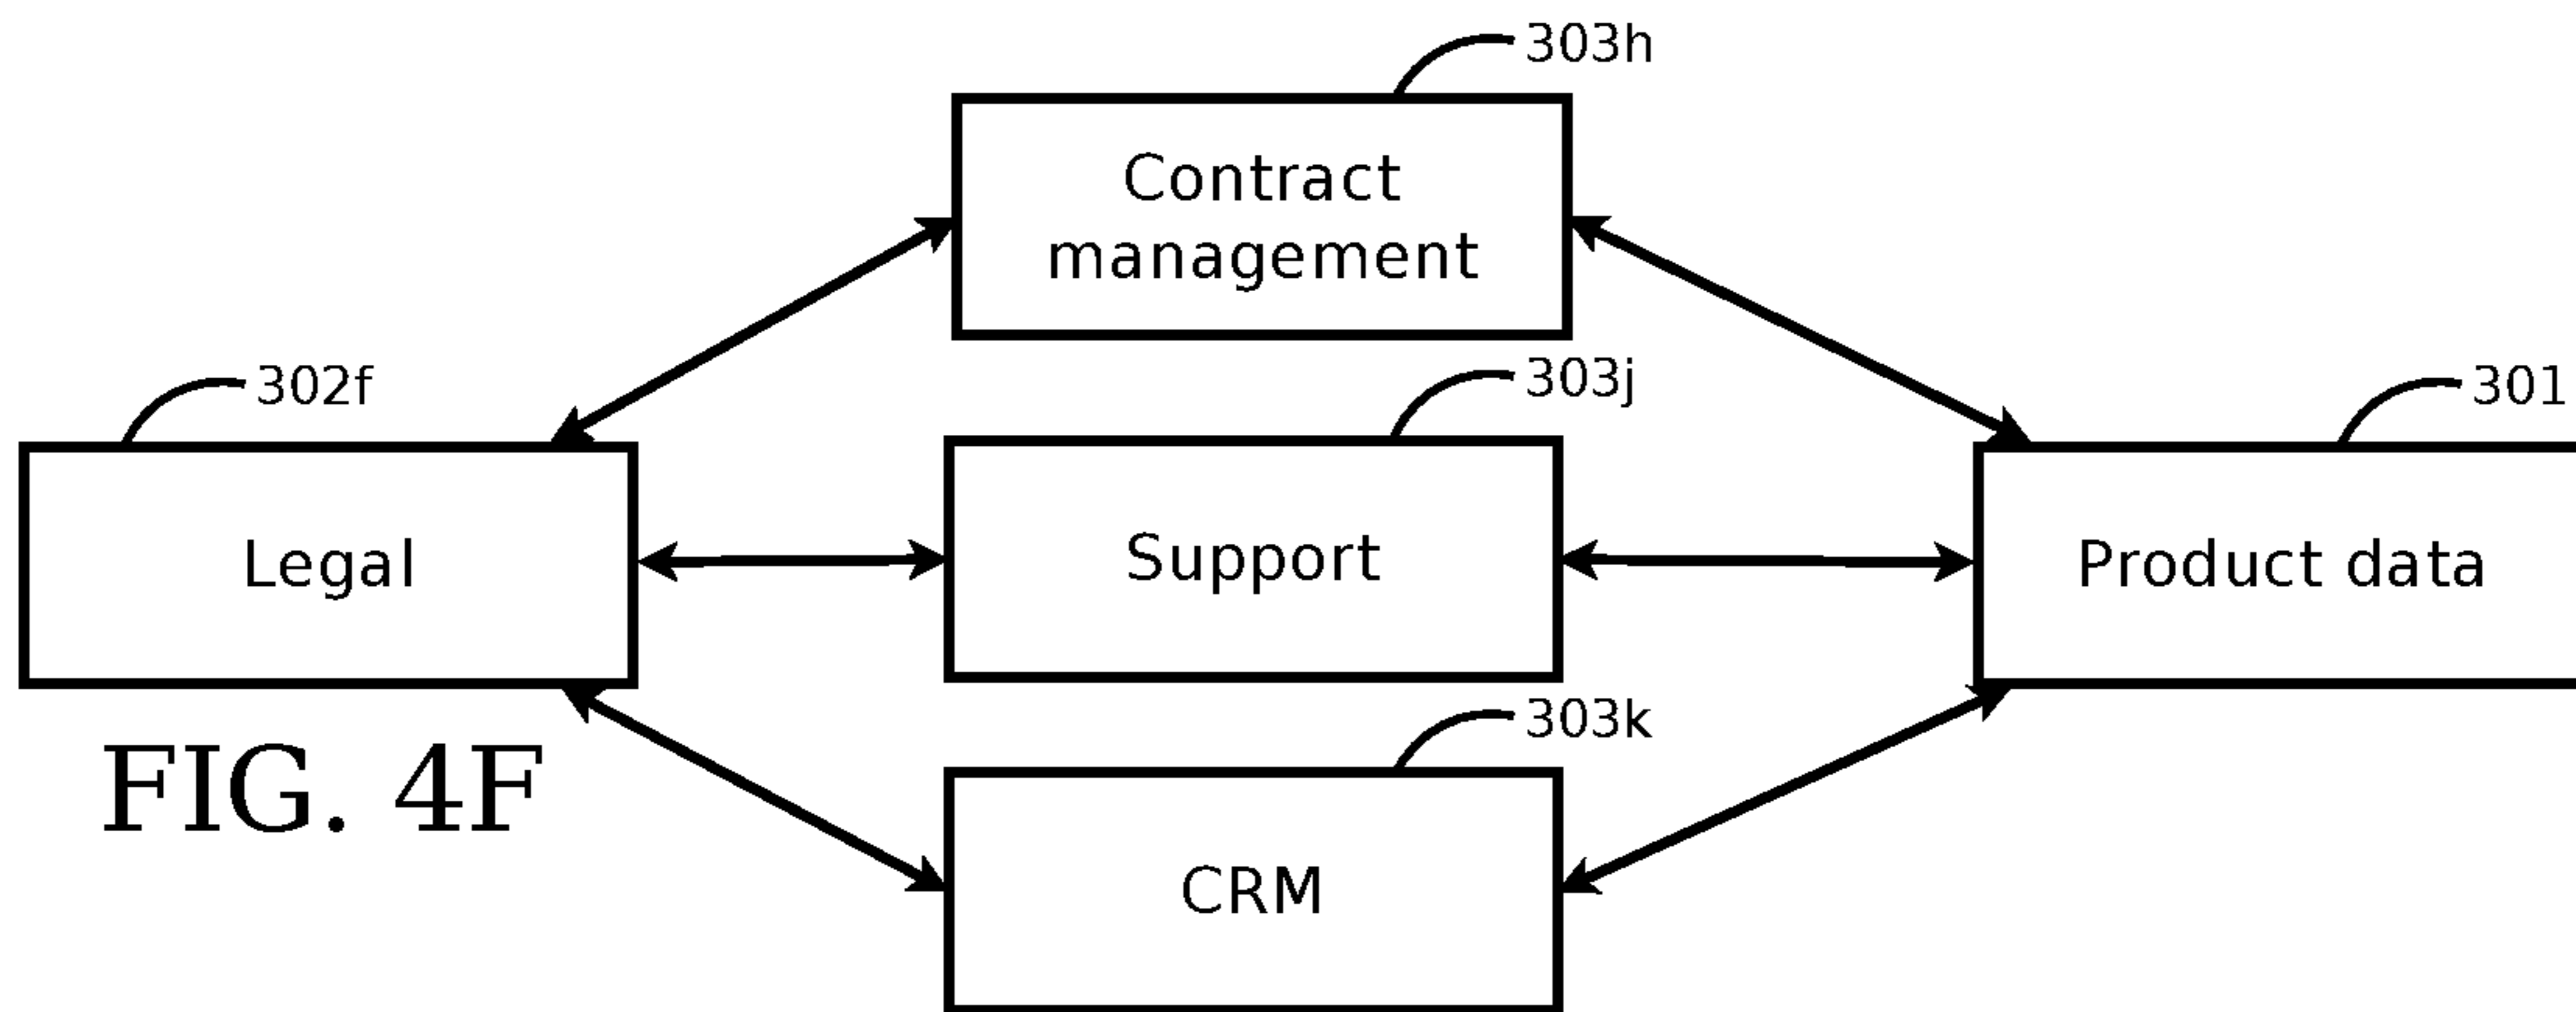 303h
Contract
management
302f
303j
301
Legal
Support
Product data
303k
FIG. 4F
CRM